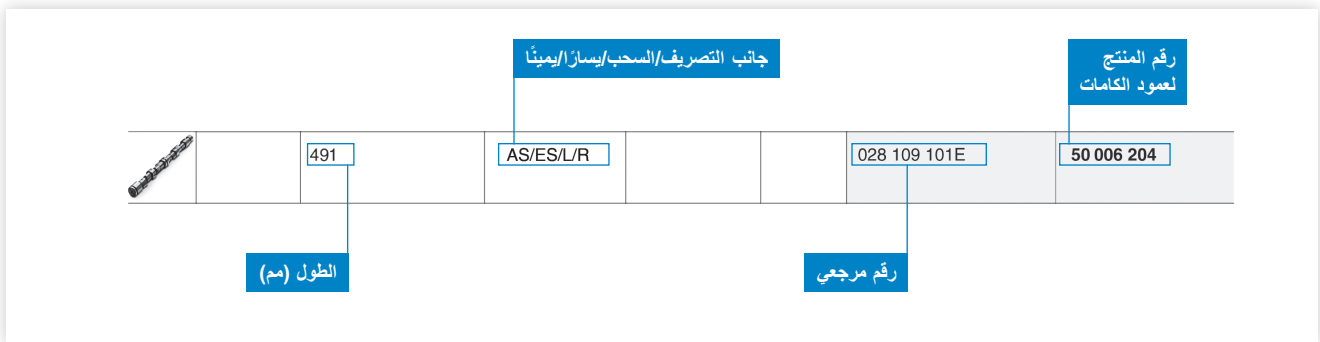 جانب التصريف/السحب/يسارًا/يمينًا
رقم المنتج
لعمود الكامات
491
AS/ES/L/R
028 109 101E
50 006 204
الطول (مم)
رقم مرجعي